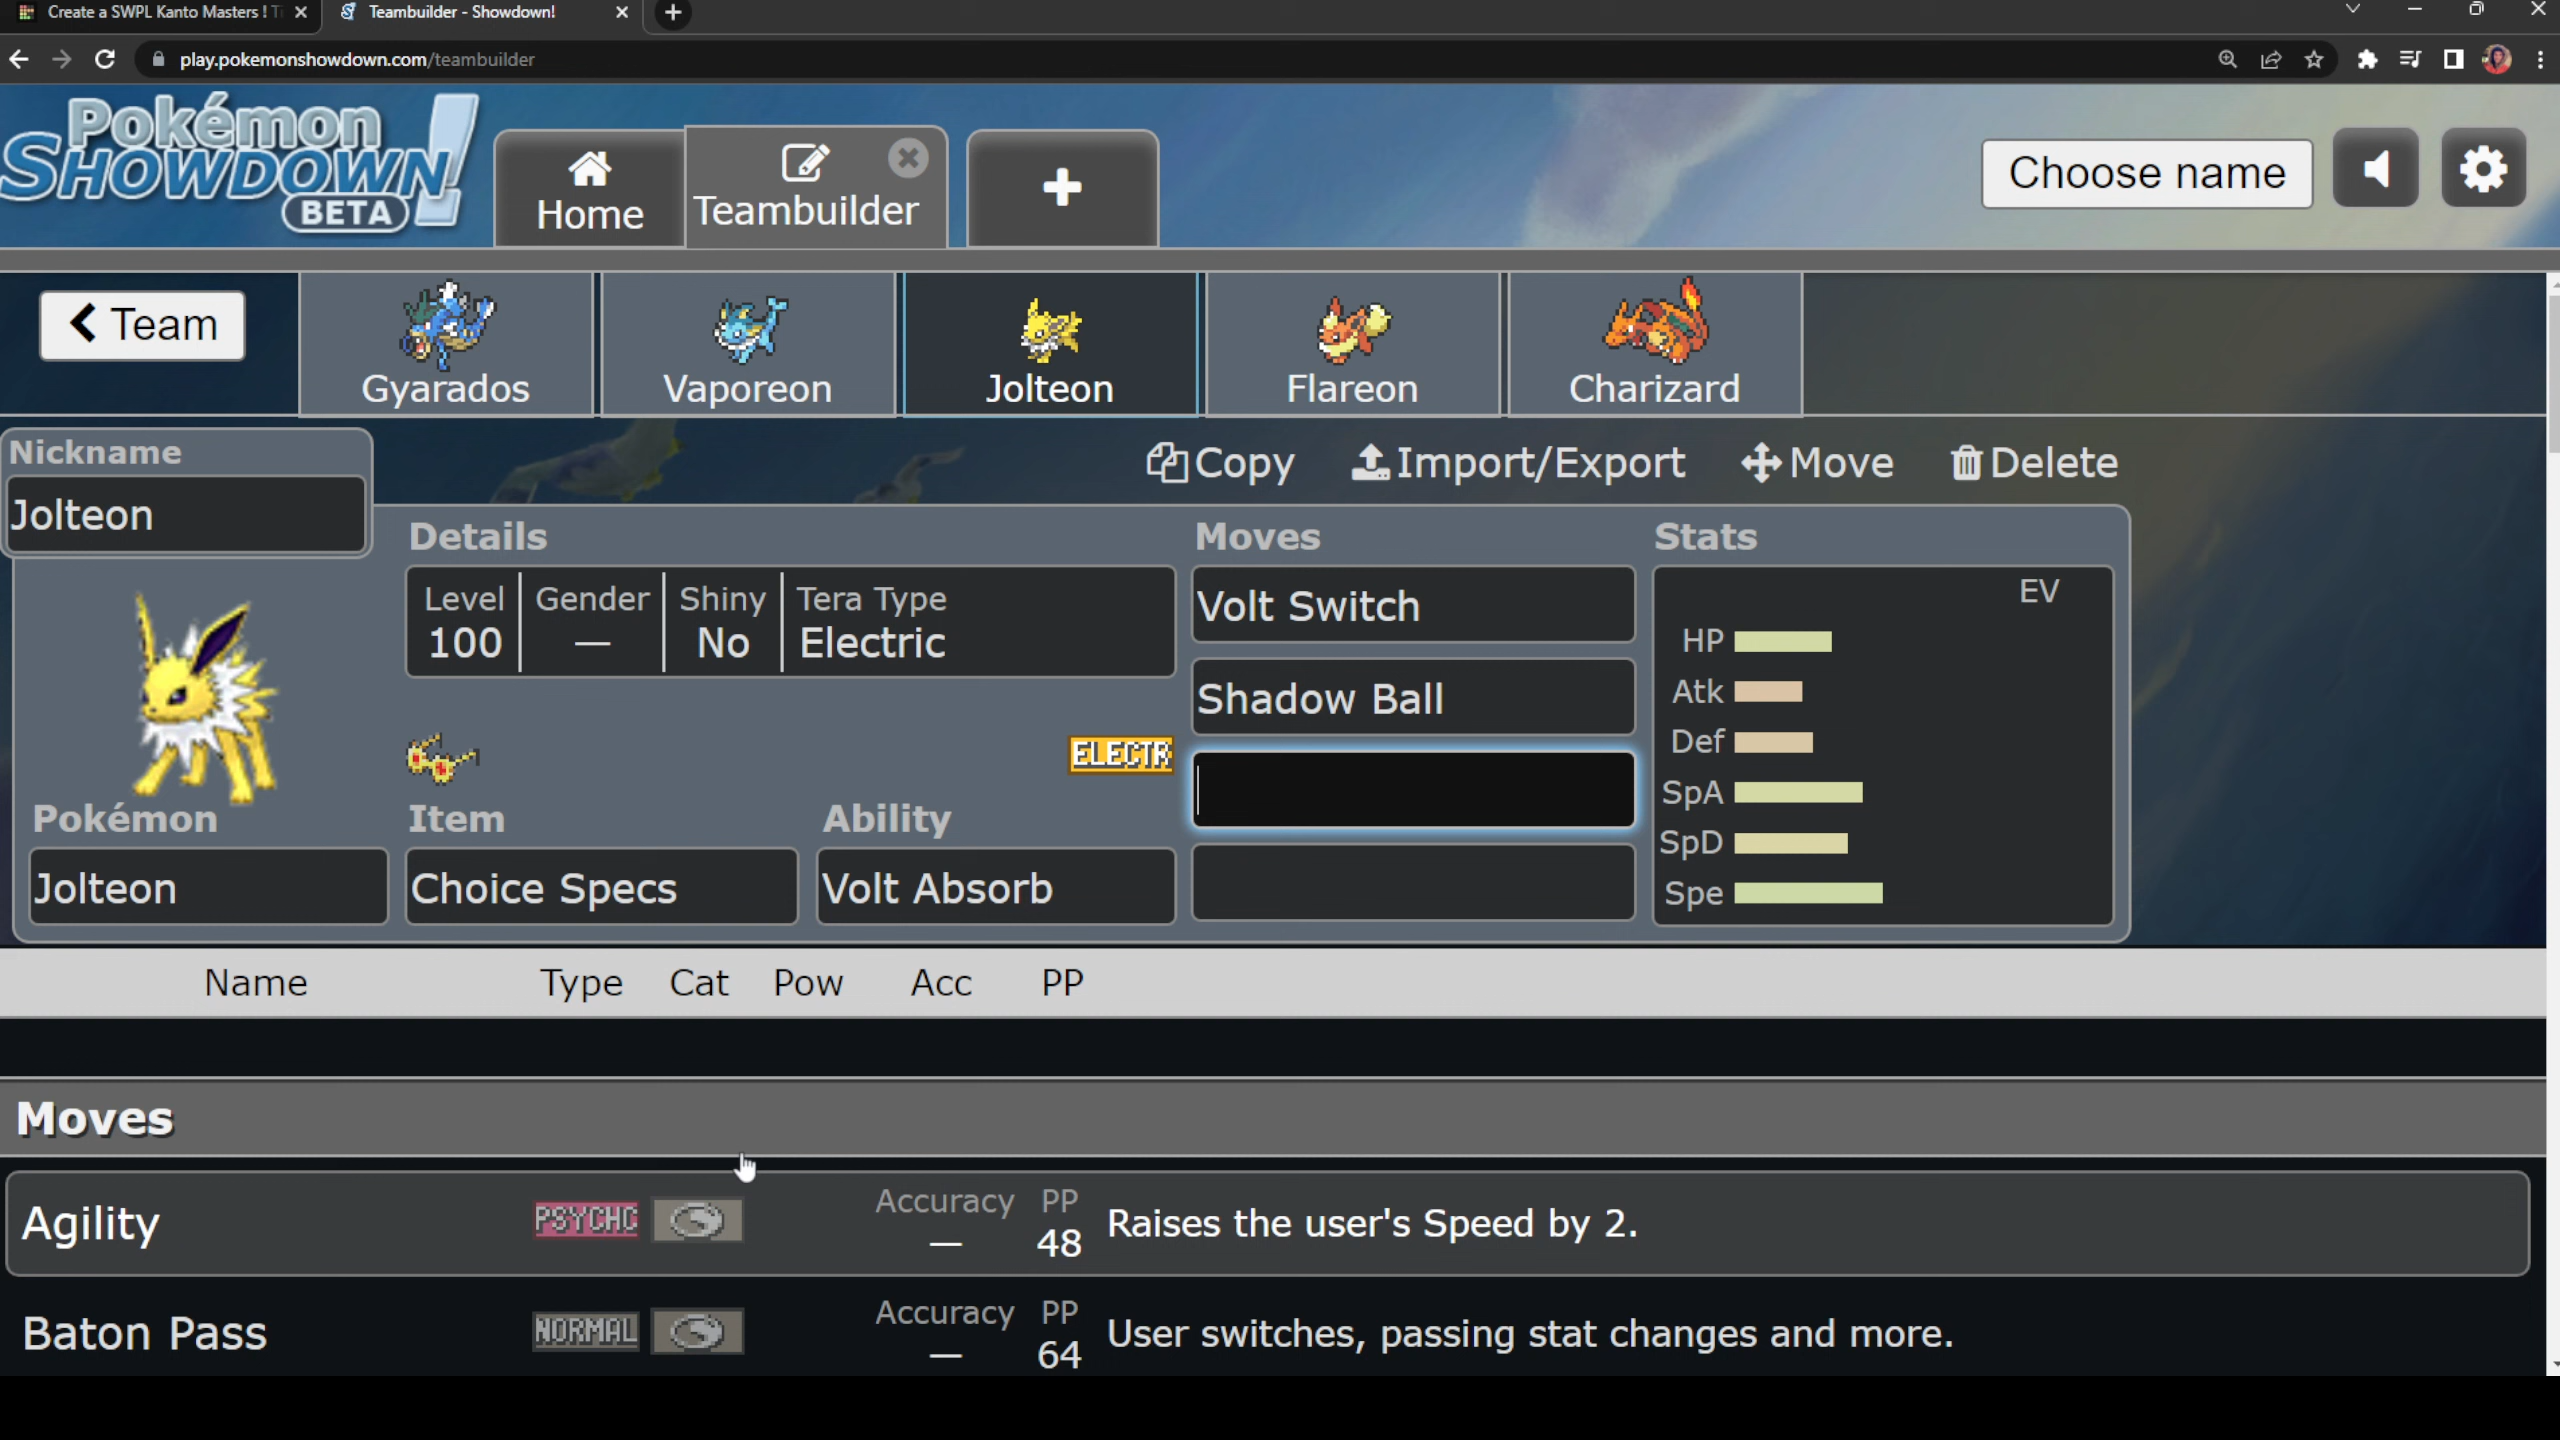 Create a SWPL Kanto Masters ! Ti
Teambuilder - Showdown!
play.pokemonshowdown.com/teambuilder
Pokémon
SHOWDOWN!
BETA
Home
Teambuilder
Choose name
Team
Gyarados
Vaporeon
Jolteon
Flareon
Charizard
Nickname
Jolteon
Copy
Import/Export
Move
Delete
Details
Moves
Stats
Level
Gender
Shiny
Tera Type
100
—
No
Electric
Volt Switch
Shadow Ball
EV
HP
Atk
Def
SpA
SpD
Spe
ELECTR
Pokémon
Item
Ability
Jolteon
Choice Specs
Volt Absorb
Name
Type
Cat
Pow
Acc
PP
Moves
Agility
PSYCHC
Accuracy
—
PP
48
Raises the user's Speed by 2.
Baton Pass
NORMAL
Accuracy
—
PP
64
User switches, passing stat changes and more.